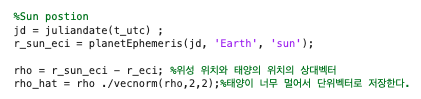 %Sun postion
jd = juliandate(t_utc) ;
r_sun_eci = planetEphemeris(jd, 'Earth', 'sun');
rho = r_sun_eci - r_eci; %위성 위치와 태양의 위치의 상대벡터
rho_hat = rho ./vecnorm(rho,2,2);%태양이 너무 멀어서 단위벡터로 저장한다.